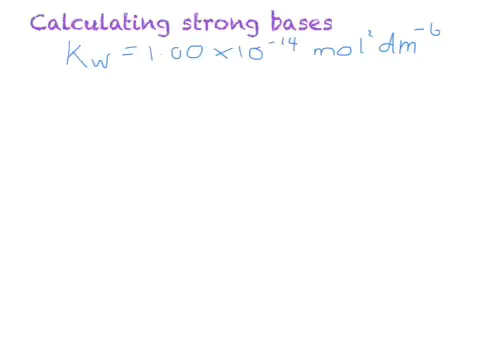 Calculating strong bases
Kw = 1.00 × 10⁻¹⁴ mol² dm⁻⁶